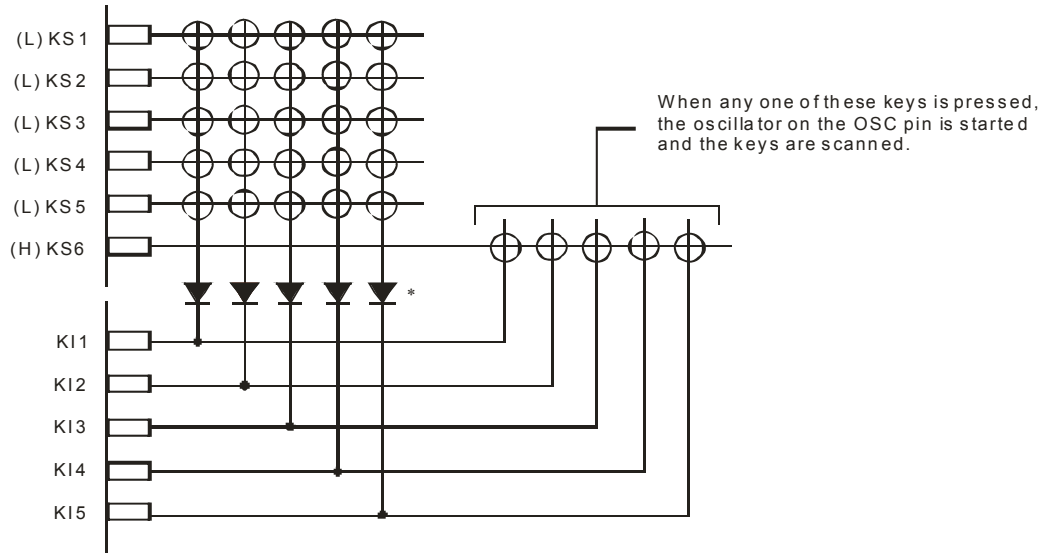 (L) KS1
(L) KS2
(L) KS3
(L) KS4
(L) KS5
(H) KS6
When any one of these keys is pressed,
the oscillator on the OSC pin is started
and the keys are scanned.
*
KI1
KI2
KI3
KI4
KI5